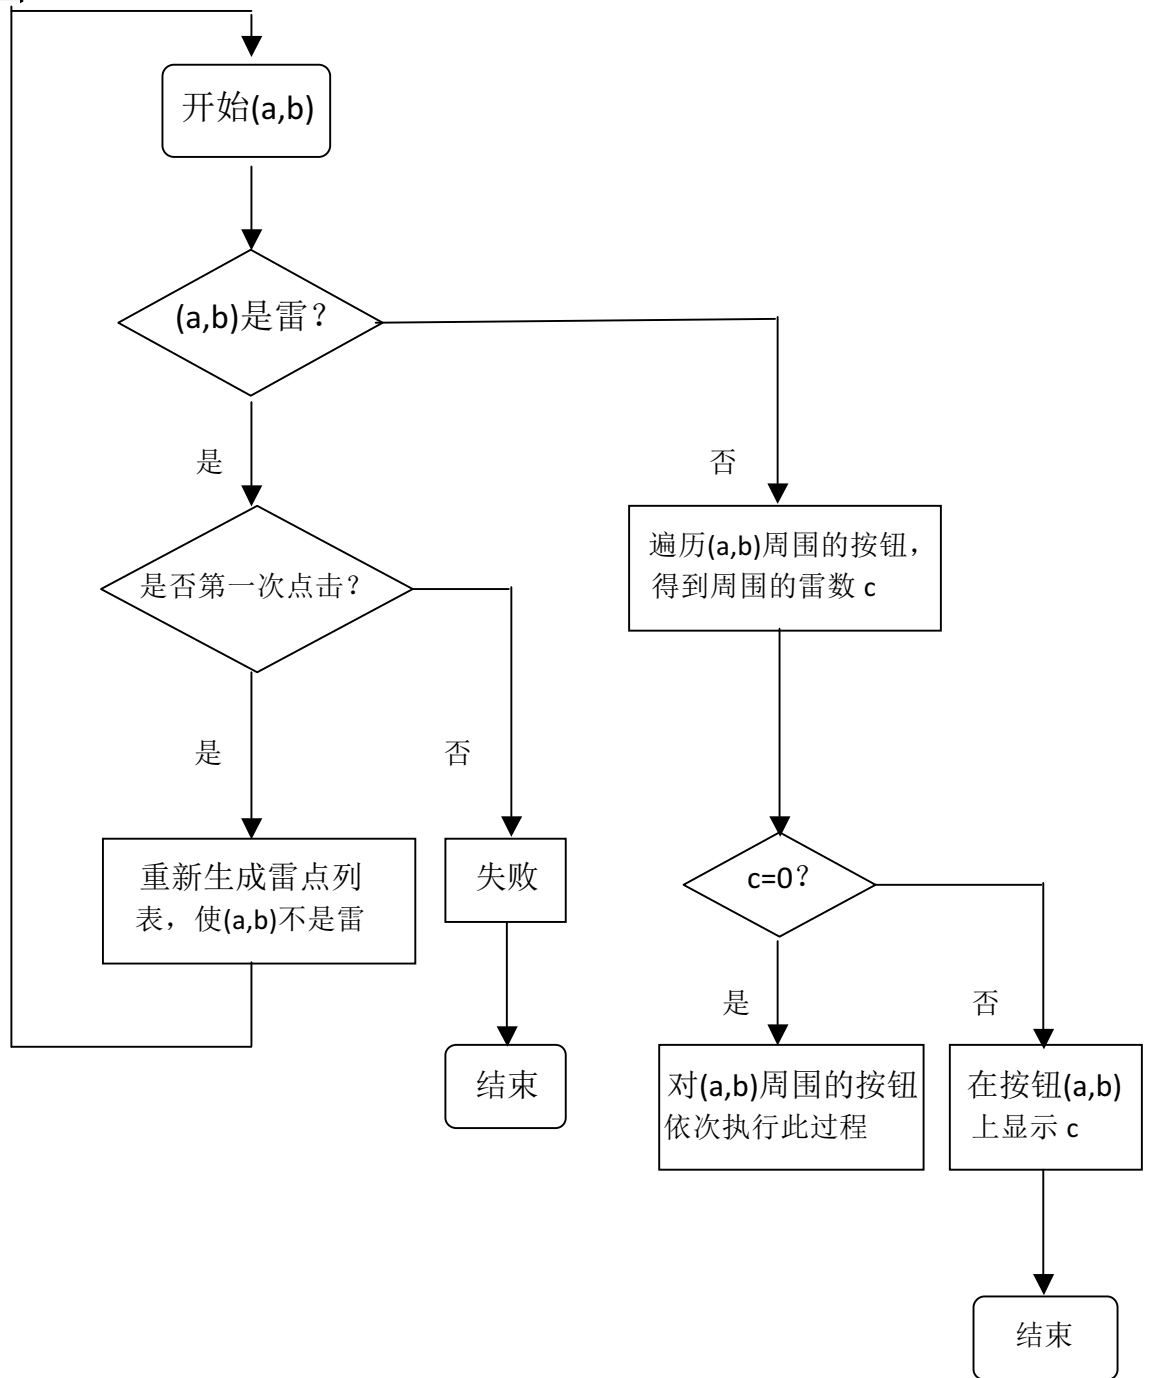 开始(a,b)
(a,b)是雷？
是
否
是否第一次点击？
遍历(a,b)周围的按钮，
得到周围的雷数 c
是
否
重新生成雷点列
表，使(a,b)不是雷
失败
c=0？
是
否
结束
对(a,b)周围的按钮
依次执行此过程
在按钮(a,b)
上显示 c
结束